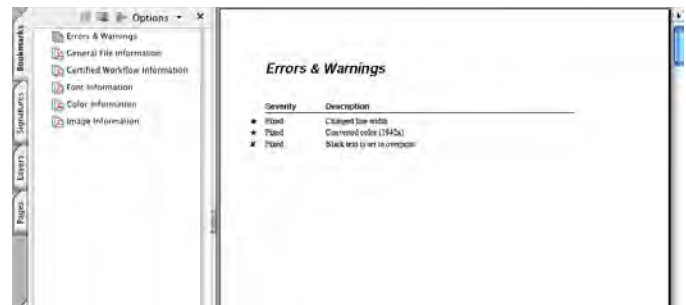 Options
Bookmarks
Signatures
Layers
Pages
Errors & Warnings
General File Information
Certified Workflow Information
Font Information
Color Information
Image Information
Errors & Warnings
Severity Description
Fixed Changed line width
Fixed Converted color (1942x)
Fixed Black text is set to overprint